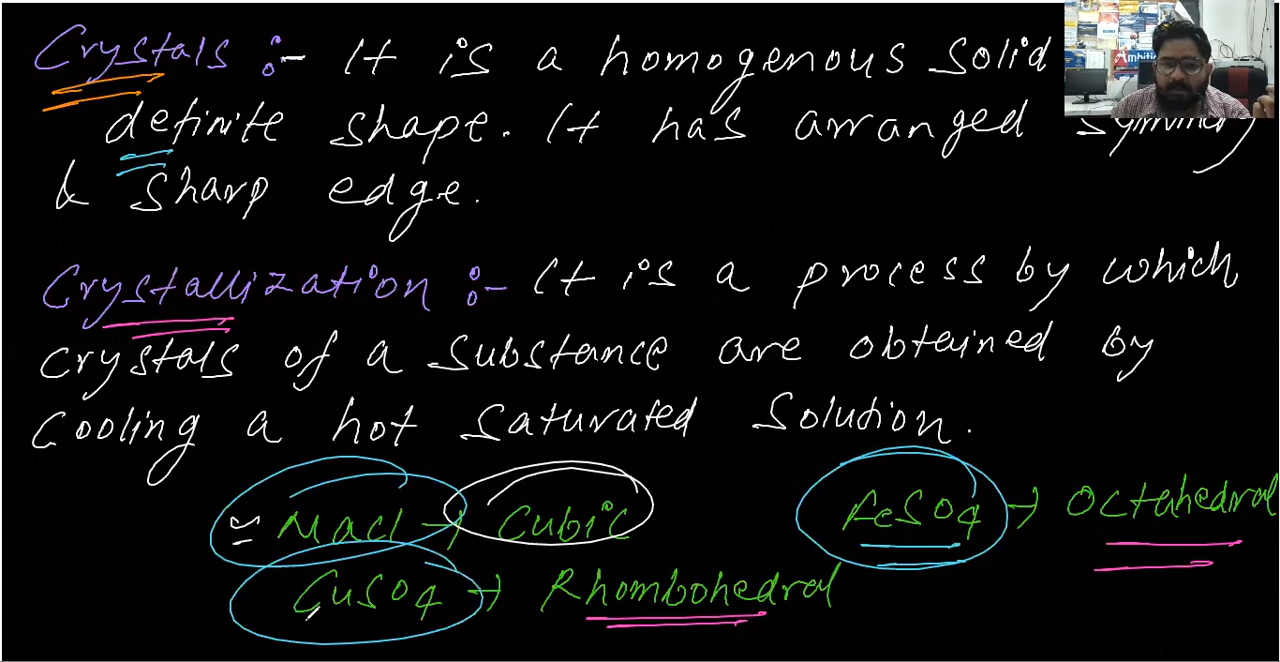 Crystals :- It is a homogenous solid
definite shape. It has arranged
& sharp edge.
Crystallization :- It is a process by which
crystals of a substance are obtained by
cooling a hot saturated solution.
NaCl → Cubic FeSO4 → Octahedral
CuSO4 → Rhombohedral